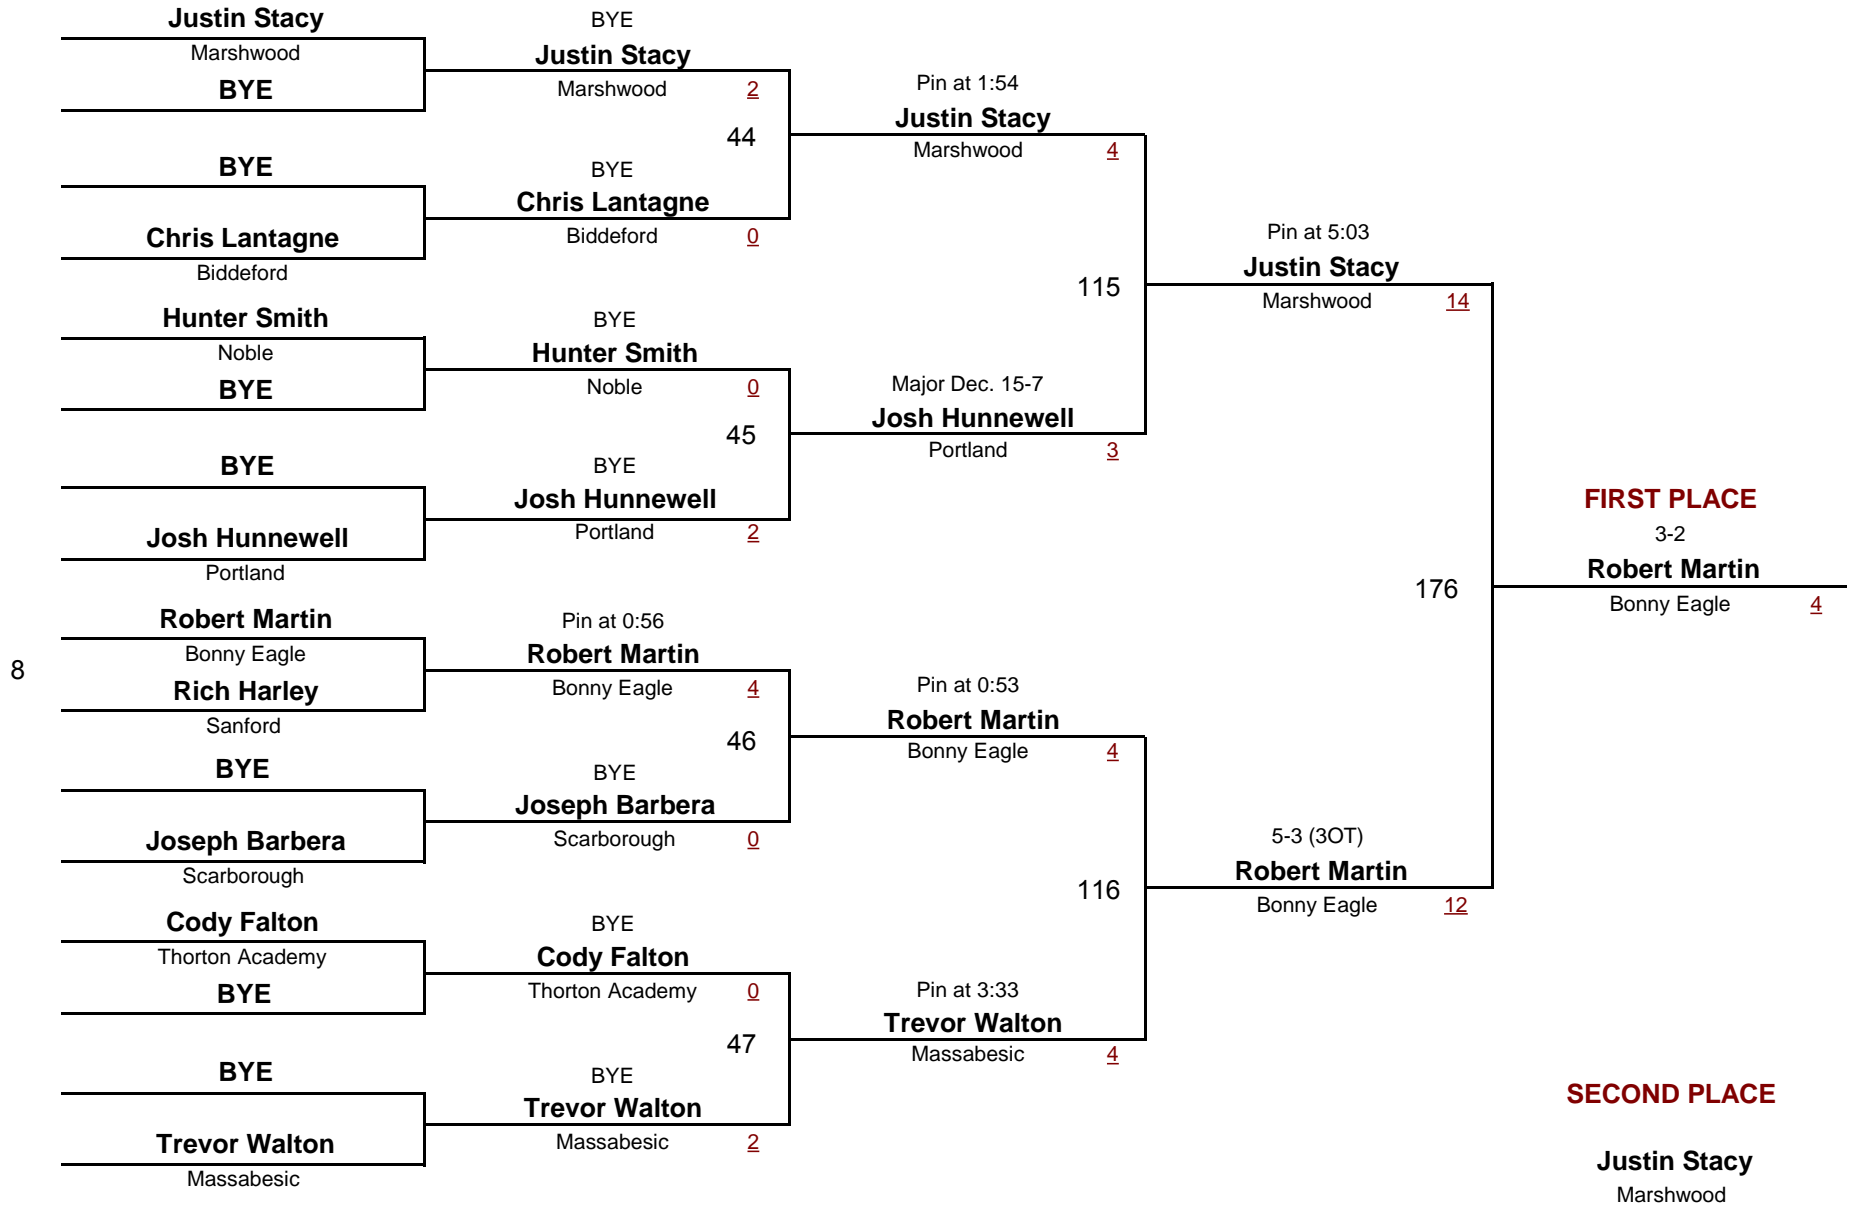 Justin Stacy
Marshwood
BYE
BYE
Chris Lantagne
Biddeford
Hunter Smith
Noble
BYE
BYE
Josh Hunnewell
Portland
8
Robert Martin
Bonny Eagle
Rich Harley
Sanford
BYE
Joseph Barbera
Scarborough
Cody Falton
Thorton Academy
BYE
BYE
Trevor Walton
Massabesic
BYE
Justin Stacy
Marshwood 2
44
BYE
Chris Lantagne
Biddeford 0
BYE
Hunter Smith
Noble 0
45
BYE
Josh Hunnewell
Portland 2
Pin at 0:56
Robert Martin
Bonny Eagle 4
46
BYE
Joseph Barbera
Scarborough 0
BYE
Cody Falton
Thorton Academy 0
47
BYE
Trevor Walton
Massabesic 2
Pin at 1:54
Justin Stacy
Marshwood 4
115
Major Dec. 15-7
Josh Hunnewell
Portland 3
Pin at 0:53
Robert Martin
Bonny Eagle 4
116
Pin at 3:33
Trevor Walton
Massabesic 4
Pin at 5:03
Justin Stacy
Marshwood 14
176
5-3 (3OT)
Robert Martin
Bonny Eagle 12
FIRST PLACE
3-2
Robert Martin
Bonny Eagle 4
SECOND PLACE
Justin Stacy
Marshwood